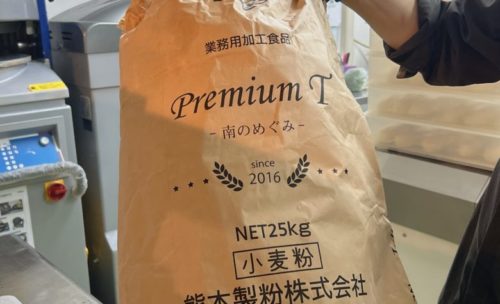 業務用加工食品
Premium T
- 南のめぐみ -
since
2016
NET25kg
小麦粉
熊本製粉株式会社